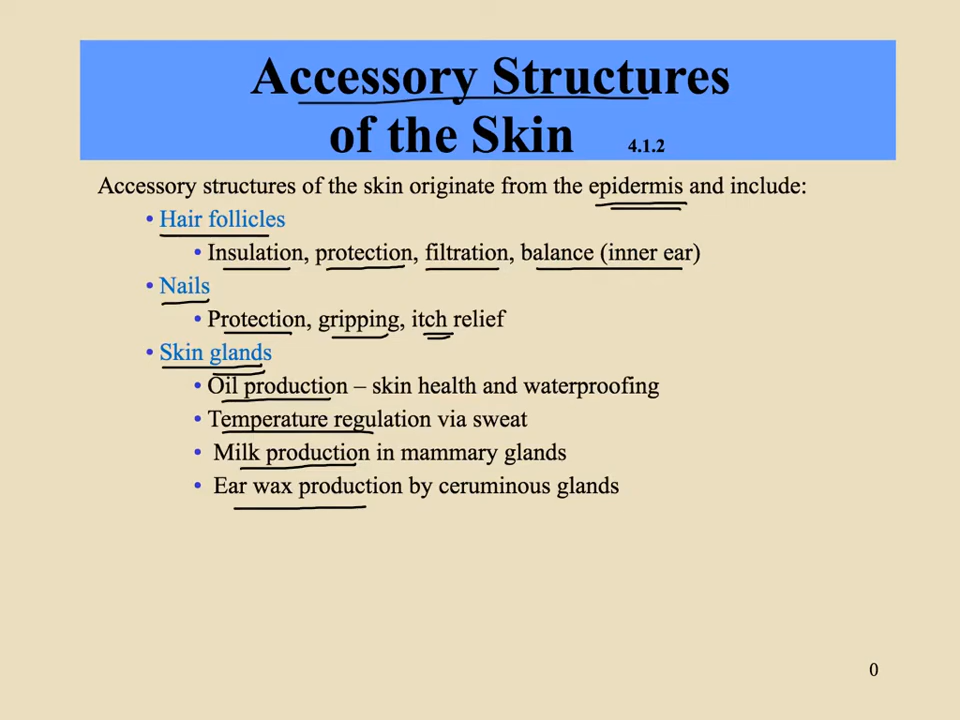 Accessory Structures
of the Skin 4.1.2
Accessory structures of the skin originate from the epidermis and include:
• Hair follicles
• Insulation, protection, filtration, balance (inner ear)
• Nails
• Protection, gripping, itch relief
• Skin glands
• Oil production – skin health and waterproofing
• Temperature regulation via sweat
• Milk production in mammary glands
• Ear wax production by ceruminous glands
0